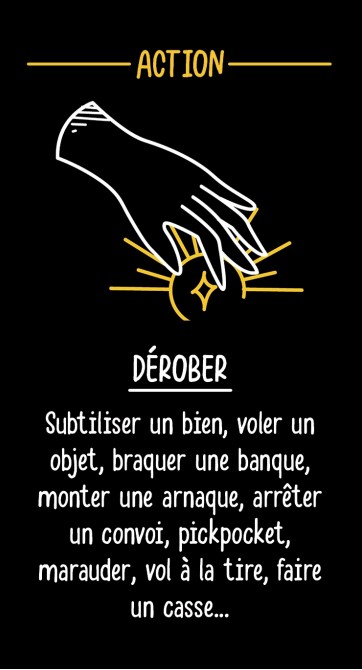 ACTION
DÉROBER
Subtiliser un bien, voler un
objet, braquer une banque,
monter une arnaque, arrêter
un convoi, pickpocket,
marauder, vol à la tire, faire
un casse...